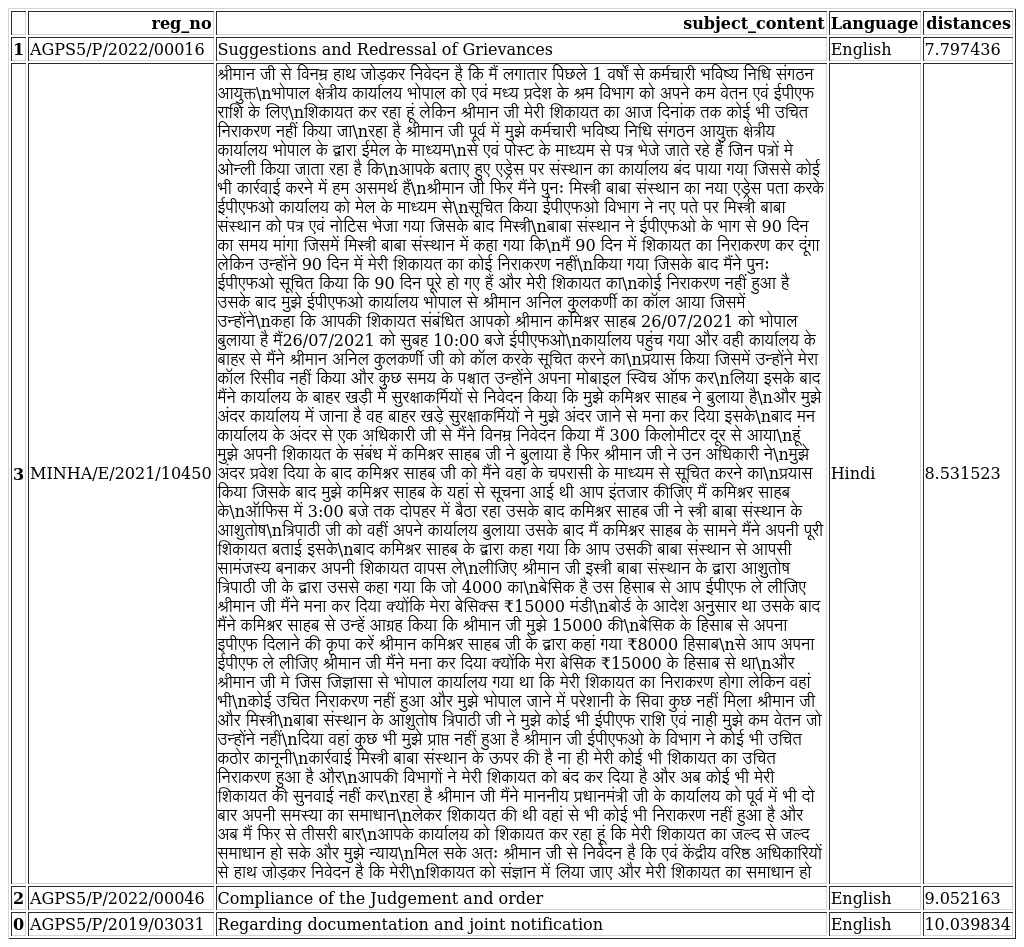 reg_no subject_content Language distances
1 AGPS5/P/2022/00016 Suggestions and Redressal of Grievances English 7.797436
श्रीमान जी से विनम्र हाथ जोड़कर निवेदन है कि मैं लगातार पिछले 1 वर्षों से कर्मचारी भविष्य निधि संगठन
आयुक्त\nभोपाल क्षेत्रीय कार्यालय भोपाल को एवं मध्य प्रदेश के श्रम विभाग को अपने कम वेतन एवं ईपीएफ
राशि के लिए\nशिकायत कर रहा हूं लेकिन श्रीमान जी मेरी शिकायत का आज दिनांक तक कोई भी उचित
निराकरण नहीं किया जा\nरहा है श्रीमान जी पूर्व में मुझे कर्मचारी भविष्य निधि संगठन आयुक्त क्षेत्रीय
कार्यालय भोपाल के द्वारा ईमेल के माध्यम\nसे एवं पोस्ट के माध्यम से पत्र भेजे जाते रहे हैं जिन पत्रों मे
ओन्ली किया जाता रहा है कि\nआपके बताए हुए एड्रेस पर संस्थान का कार्यालय बंद पाया गया जिससे कोई
भी कार्रवाई करने में हम असमर्थ हैं\nश्रीमान जी फिर मैंने पुनः मिस्त्री बाबा संस्थान का नया एड्रेस पता करके
ईपीएफओ कार्यालय को मेल के माध्यम से\nसूचित किया ईपीएफओ विभाग ने नए पते पर मिस्त्री बाबा
संस्थान को पत्र एवं नोटिस भेजा गया जिसके बाद मिस्त्री\nबाबा संस्थान ने ईपीएफओ के भाग से 90 दिन
का समय मांगा जिसमें मिस्त्री बाबा संस्थान में कहा गया कि\nमैं 90 दिन में शिकायत का निराकरण कर दूंगा
लेकिन उन्होंने 90 दिन में मेरी शिकायत का कोई निराकरण नहीं\nकिया गया जिसके बाद मैंने पुनः
ईपीएफओ सूचित किया कि 90 दिन पूरे हो गए हैं और मेरी शिकायत का\nकोई निराकरण नहीं हुआ है
उसके बाद मुझे ईपीएफओ कार्यालय भोपाल से श्रीमान अनिल कुलकर्णी का कॉल आया जिसमें
उन्होंने\nकहा कि आपकी शिकायत संबंधित आपको श्रीमान कमिश्नर साहब 26/07/2021 को भोपाल
बुलाया है मैं26/07/2021 को सुबह 10:00 बजे ईपीएफओ\nकार्यालय पहुंच गया और वही कार्यालय के
बाहर से मैंने श्रीमान अनिल कुलकर्णी जी को कॉल करके सूचित करने का\nप्रयास किया जिसमें उन्होंने मेरा
कॉल रिसीव नहीं किया और कुछ समय के पश्चात उन्होंने अपना मोबाइल स्विच ऑफ कर\nलिया इसके बाद
मैंने कार्यालय के बाहर खड़ी में सुरक्षाकर्मियों से निवेदन किया कि मुझे कमिश्नर साहब ने बुलाया है\nऔर मुझे
अंदर कार्यालय में जाना है वह बाहर खड़े सुरक्षाकर्मियों ने मुझे अंदर जाने से मना कर दिया इसके\nबाद मन
कार्यालय के अंदर से एक अधिकारी जी से मैंने विनम्र निवेदन किया मैं 300 किलोमीटर दूर से आया\nहूं
मुझे अपनी शिकायत के संबंध में कमिश्नर साहब जी ने बुलाया है फिर श्रीमान जी ने उन अधिकारी ने\nमुझे
अंदर प्रवेश दिया के बाद कमिश्नर साहब जी को मैंने वहां के चपरासी के माध्यम से सूचित करने का\nप्रयास
किया जिसके बाद मुझे कमिश्नर साहब के यहां से सूचना आई थी आप इंतजार कीजिए मैं कमिश्नर साहब
3 MINHA/E/2021/10450 के\nऑफिस में 3:00 बजे तक दोपहर में बैठा रहा उसके बाद कमिश्नर साहब जी ने स्त्री बाबा संस्थान के Hindi 8.531523
आशुतोष\nत्रिपाठी जी को वहीं अपने कार्यालय बुलाया उसके बाद मैं कमिश्नर साहब के सामने मैंने अपनी पूरी
शिकायत बताई इसके\nबाद कमिश्नर साहब के द्वारा कहा गया कि आप उसकी बाबा संस्थान से आपसी
सामंजस्य बनाकर अपनी शिकायत वापस ले\nलीजिए श्रीमान जी इस्त्री बाबा संस्थान के द्वारा आशुतोष
त्रिपाठी जी के द्वारा उससे कहा गया कि जो 4000 का\nबेसिक है उस हिसाब से आप ईपीएफ ले लीजिए
श्रीमान जी मैंने मना कर दिया क्योंकि मेरा बेसिक्स ₹15000 मंडी\nबोर्ड के आदेश अनुसार था उसके बाद
मैंने कमिश्नर साहब से उन्हें आग्रह किया कि श्रीमान जी मुझे 15000 की\nबेसिक के हिसाब से अपना
इपीएफ दिलाने की कृपा करें श्रीमान कमिश्नर साहब जी के द्वारा कहां गया ₹8000 हिसाब\nसे आप अपना
ईपीएफ ले लीजिए श्रीमान जी मैंने मना कर दिया क्योंकि मेरा बेसिक ₹15000 के हिसाब से था\nऔर
श्रीमान जी मे जिस जिज्ञासा से भोपाल कार्यालय गया था कि मेरी शिकायत का निराकरण होगा लेकिन वहां
भी\nकोई उचित निराकरण नहीं हुआ और मुझे भोपाल जाने में परेशानी के सिवा कुछ नहीं मिला श्रीमान जी
और मिस्त्री\nबाबा संस्थान के आशुतोष त्रिपाठी जी ने मुझे कोई भी ईपीएफ राशि एवं नाही मुझे कम वेतन जो
उन्होंने नहीं\nदिया वहां कुछ भी मुझे प्राप्त नहीं हुआ है श्रीमान जी ईपीएफओ के विभाग ने कोई भी उचित
कठोर कानूनी\nकार्रवाई मिस्त्री बाबा संस्थान के ऊपर की है ना ही मेरी कोई भी शिकायत का उचित
निराकरण हुआ है और\nआपकी विभागों ने मेरी शिकायत को बंद कर दिया है और अब कोई भी मेरी
शिकायत की सुनवाई नहीं कर\nरहा है श्रीमान जी मैंने माननीय प्रधानमंत्री जी के कार्यालय को पूर्व में भी दो
बार अपनी समस्या का समाधान\nलेकर शिकायत की थी वहां से भी कोई भी निराकरण नहीं हुआ है और
अब मैं फिर से तीसरी बार\nआपके कार्यालय को शिकायत कर रहा हूं कि मेरी शिकायत का जल्द से जल्द
समाधान हो सके और मुझे न्याय\nमिल सके अतः श्रीमान जी से निवेदन है कि एवं केंद्रीय वरिष्ठ अधिकारियों
से हाथ जोड़कर निवेदन है कि मेरी\nशिकायत को संज्ञान में लिया जाए और मेरी शिकायत का समाधान हो
2 AGPS5/P/2022/00046 Compliance of the Judgement and order English 9.052163
0 AGPS5/P/2019/03031 Regarding documentation and joint notification English 10.039834